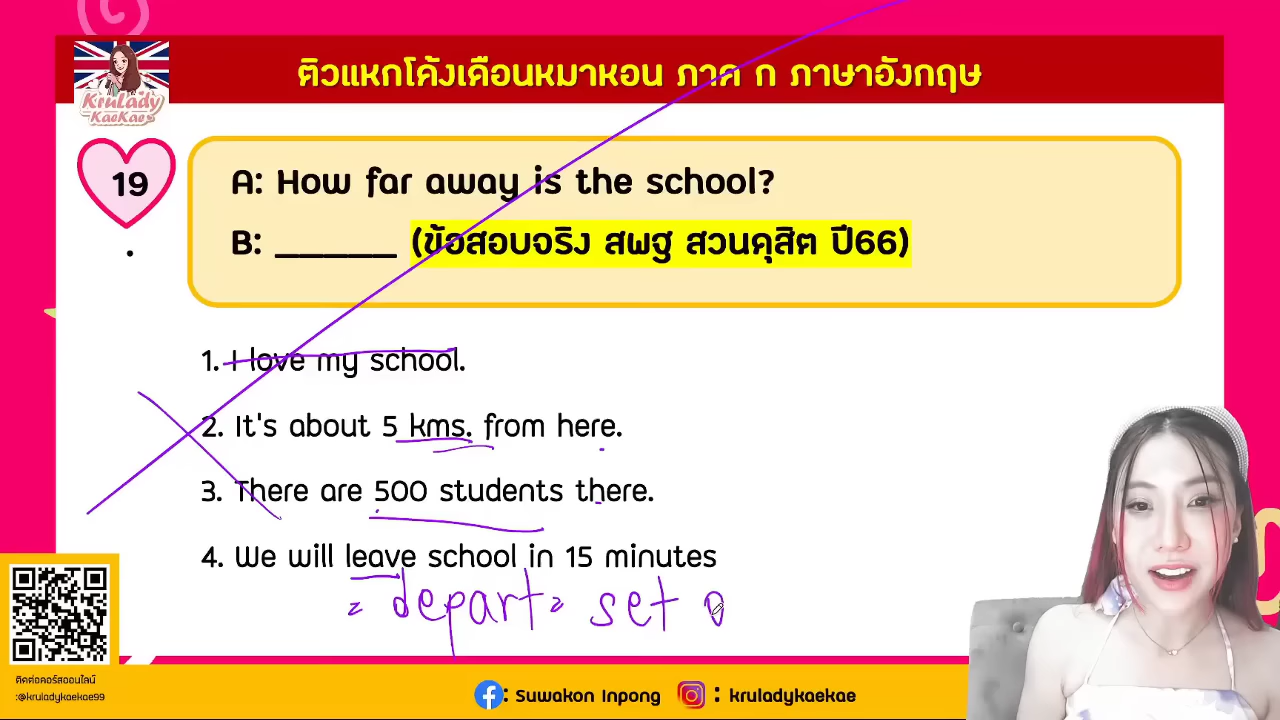 KruLady
KaeKae
ติวแหกโค้งเดือนหมาหอน ภาค ก ภาษาอังกฤษ
19
.
A: How far away is the school?
B: _____ (ข้อสอบจริง สพฐ สวนดุสิต ปี66)
1. I love my school.
2. It's about 5 kms. from here.
3. There are 500 students there.
4. We will leave school in 15 minutes
= depart = set o
ติดต่อคอร์สออนไลน์
:@kruladykaekae99
: Suwakon Inpong : kruladykaekae